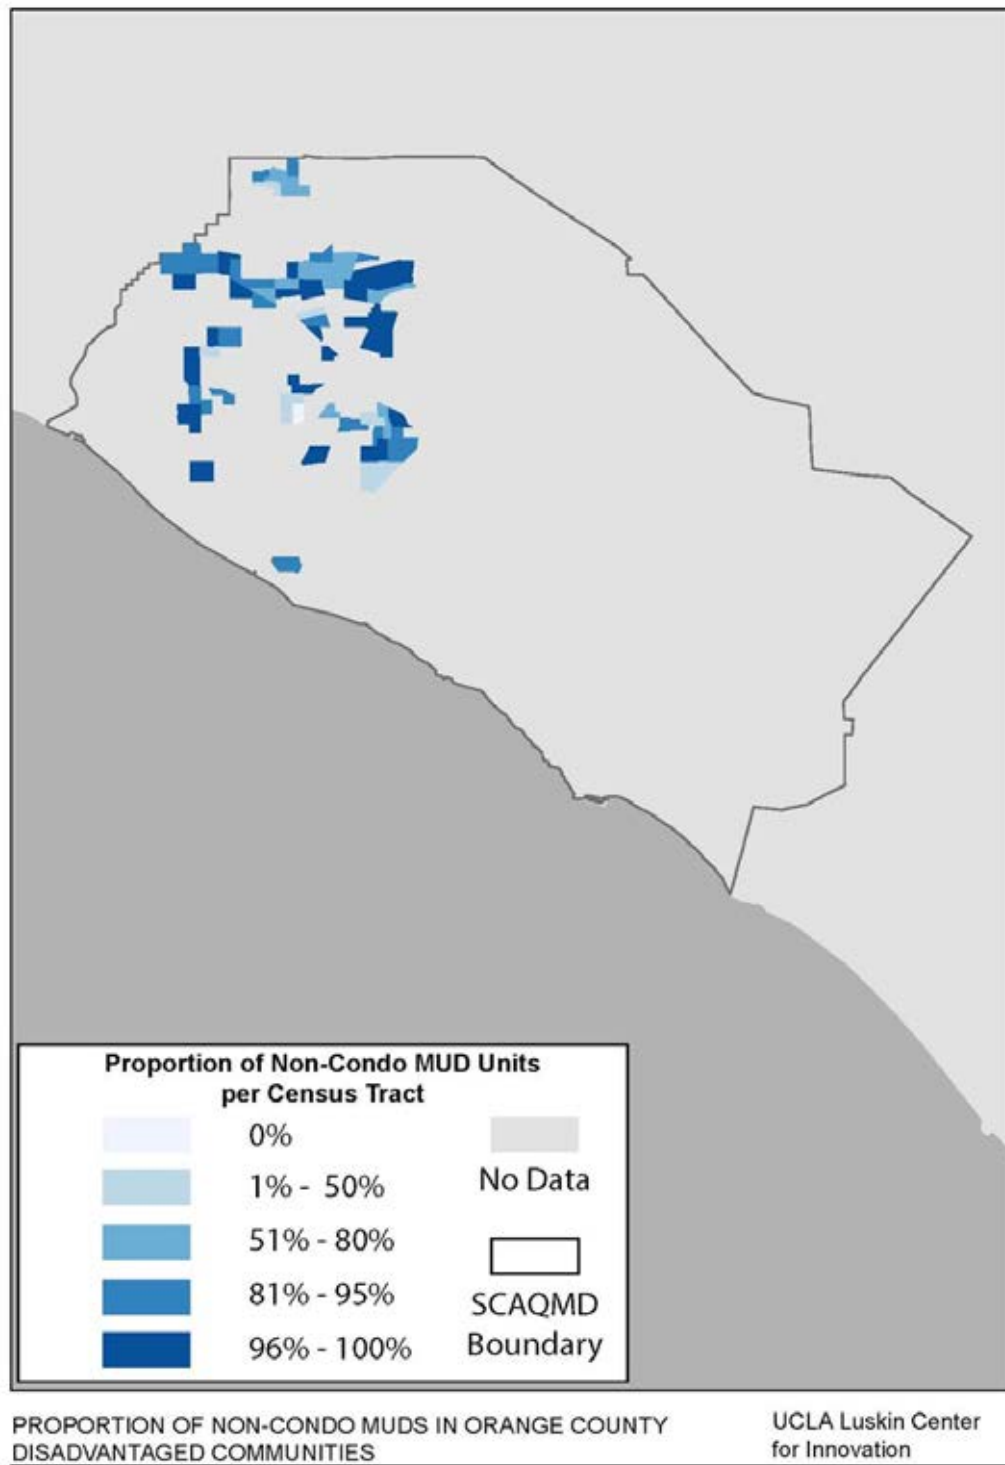 Proportion of Non-Condo MUD Units
per Census Tract
0%
1% - 50%
51% - 80%
81% - 95%
96% - 100%
No Data
SCAQMD
Boundary
PROPORTION OF NON-CONDO MUDS IN ORANGE COUNTY
DISADVANTAGED COMMUNITIES
UCLA Luskin Center
for Innovation